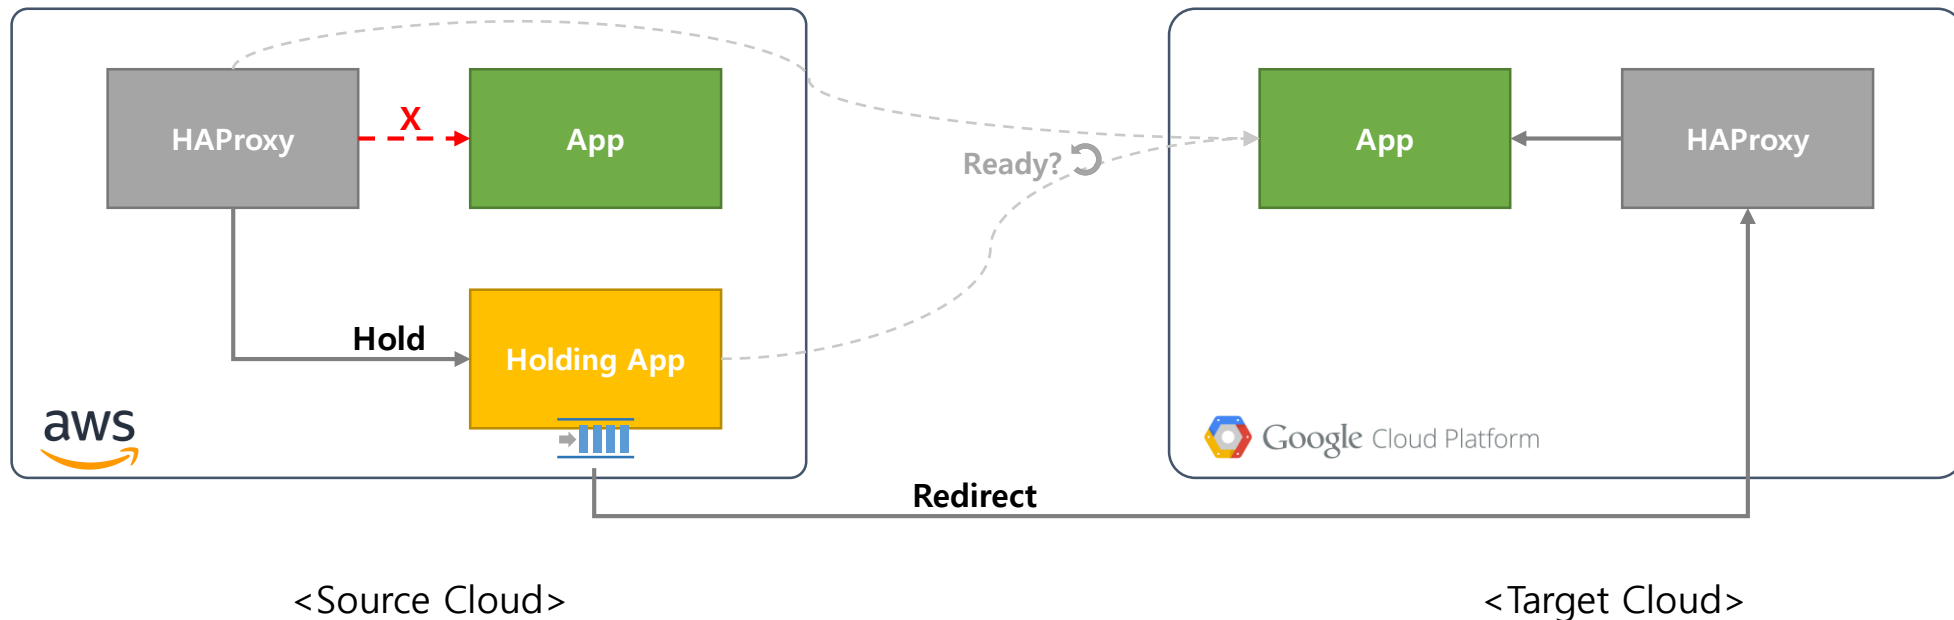 HAProxy
X
App
Ready?
App
HAProxy
Hold
Holding App
aws
Google Cloud Platform
Redirect
<Source Cloud>
<Target Cloud>